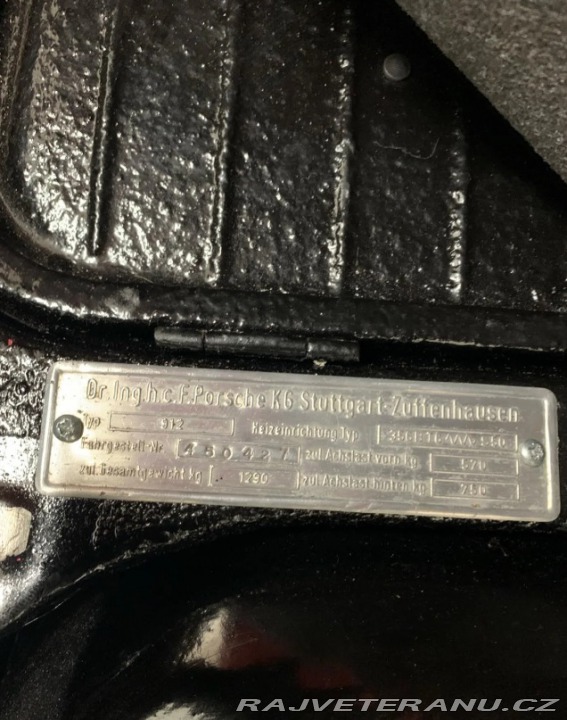 Dr. Ing. h. c. F. Porsche KG Stuttgart-Zuffenhausen
Typ 912 Heizeinrichtung Typ
Fahrgestell-Nr. 450427 zul Achslast vorn kg 570
zul. Gesamtgewicht kg 1290 zul Achslast hinten kg 750
RAJVETERANU.CZ